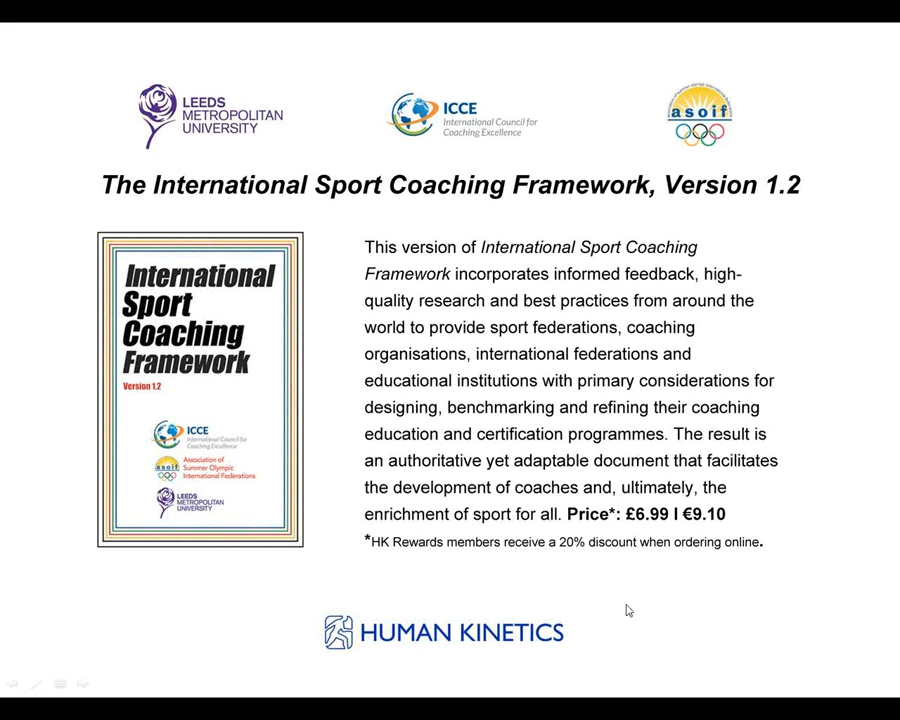 LEEDS
METROPOLITAN
UNIVERSITY
ICCE
International Council for
Coaching Excellence
asoif
The International Sport Coaching Framework, Version 1.2
International
Sport
Coaching
Framework
Version 1.2
ICCE
International Council for
Coaching Excellence
asoif
Association of
Summer Olympic
International Federations
LEEDS
METROPOLITAN
UNIVERSITY
This version of International Sport Coaching
Framework incorporates informed feedback, high-
quality research and best practices from around the
world to provide sport federations, coaching
organisations, international federations and
educational institutions with primary considerations for
designing, benchmarking and refining their coaching
education and certification programmes. The result is
an authoritative yet adaptable document that facilitates
the development of coaches and, ultimately, the
enrichment of sport for all. Price*: £6.99 I €9.10
*HK Rewards members receive a 20% discount when ordering online.
HUMAN KINETICS